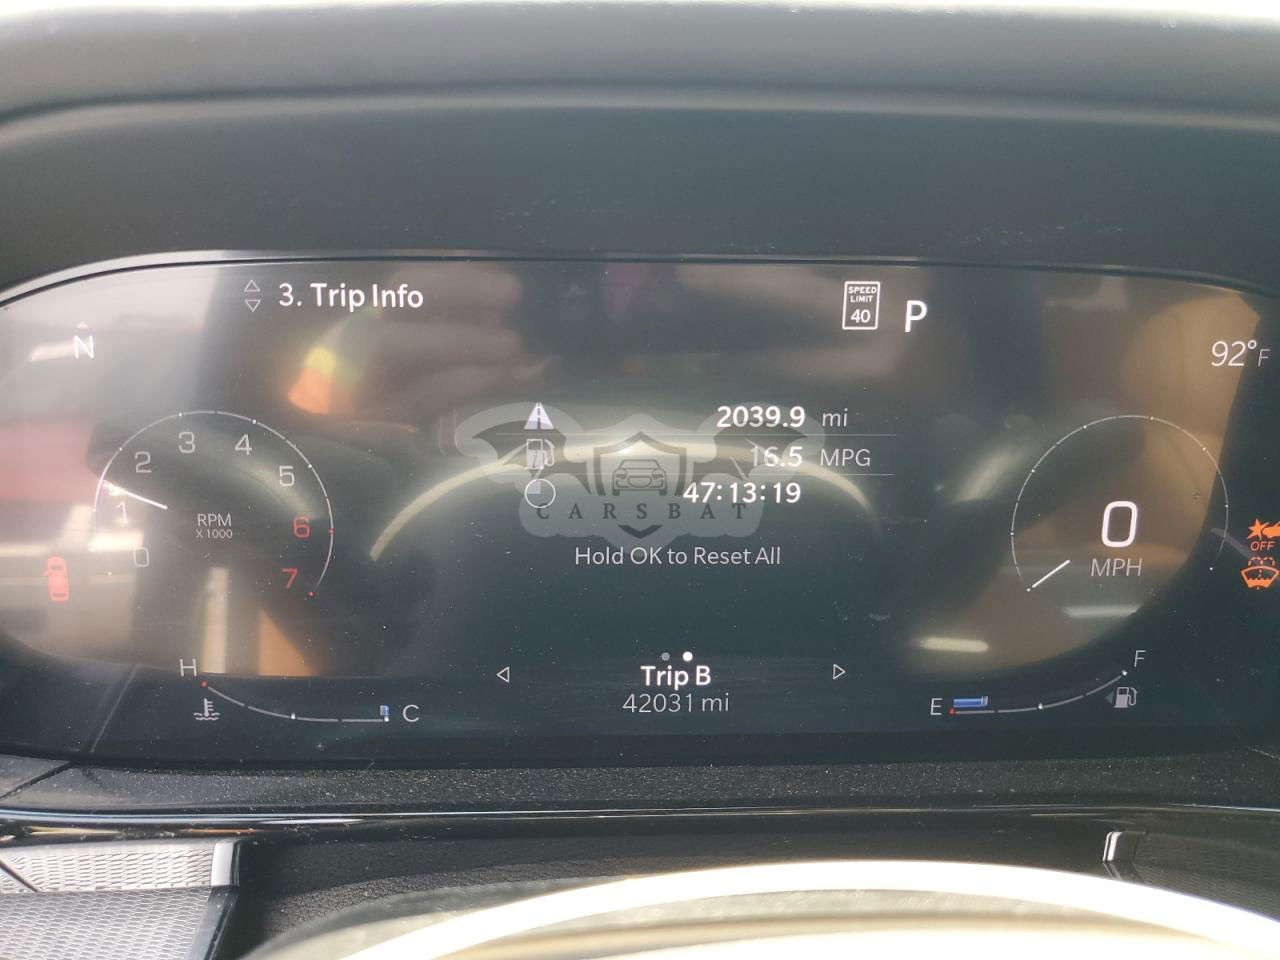 3. Trip Info
SPEED
LIMIT
40
P
N
92°F
2039.9 mi
16.5 MPG
47:13:19
CARSBAT
Hold OK to Reset All
0
1
2
3
4
5
6
7
RPM
X 1000
0
MPH
OFF
H
C
Trip B
42031 mi
E
F